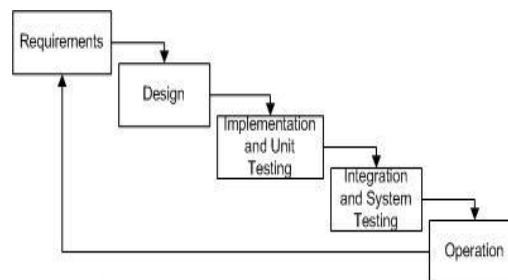 Requirements
Design
Implementation
and Unit
Testing
Integration
and System
Testing
Operation